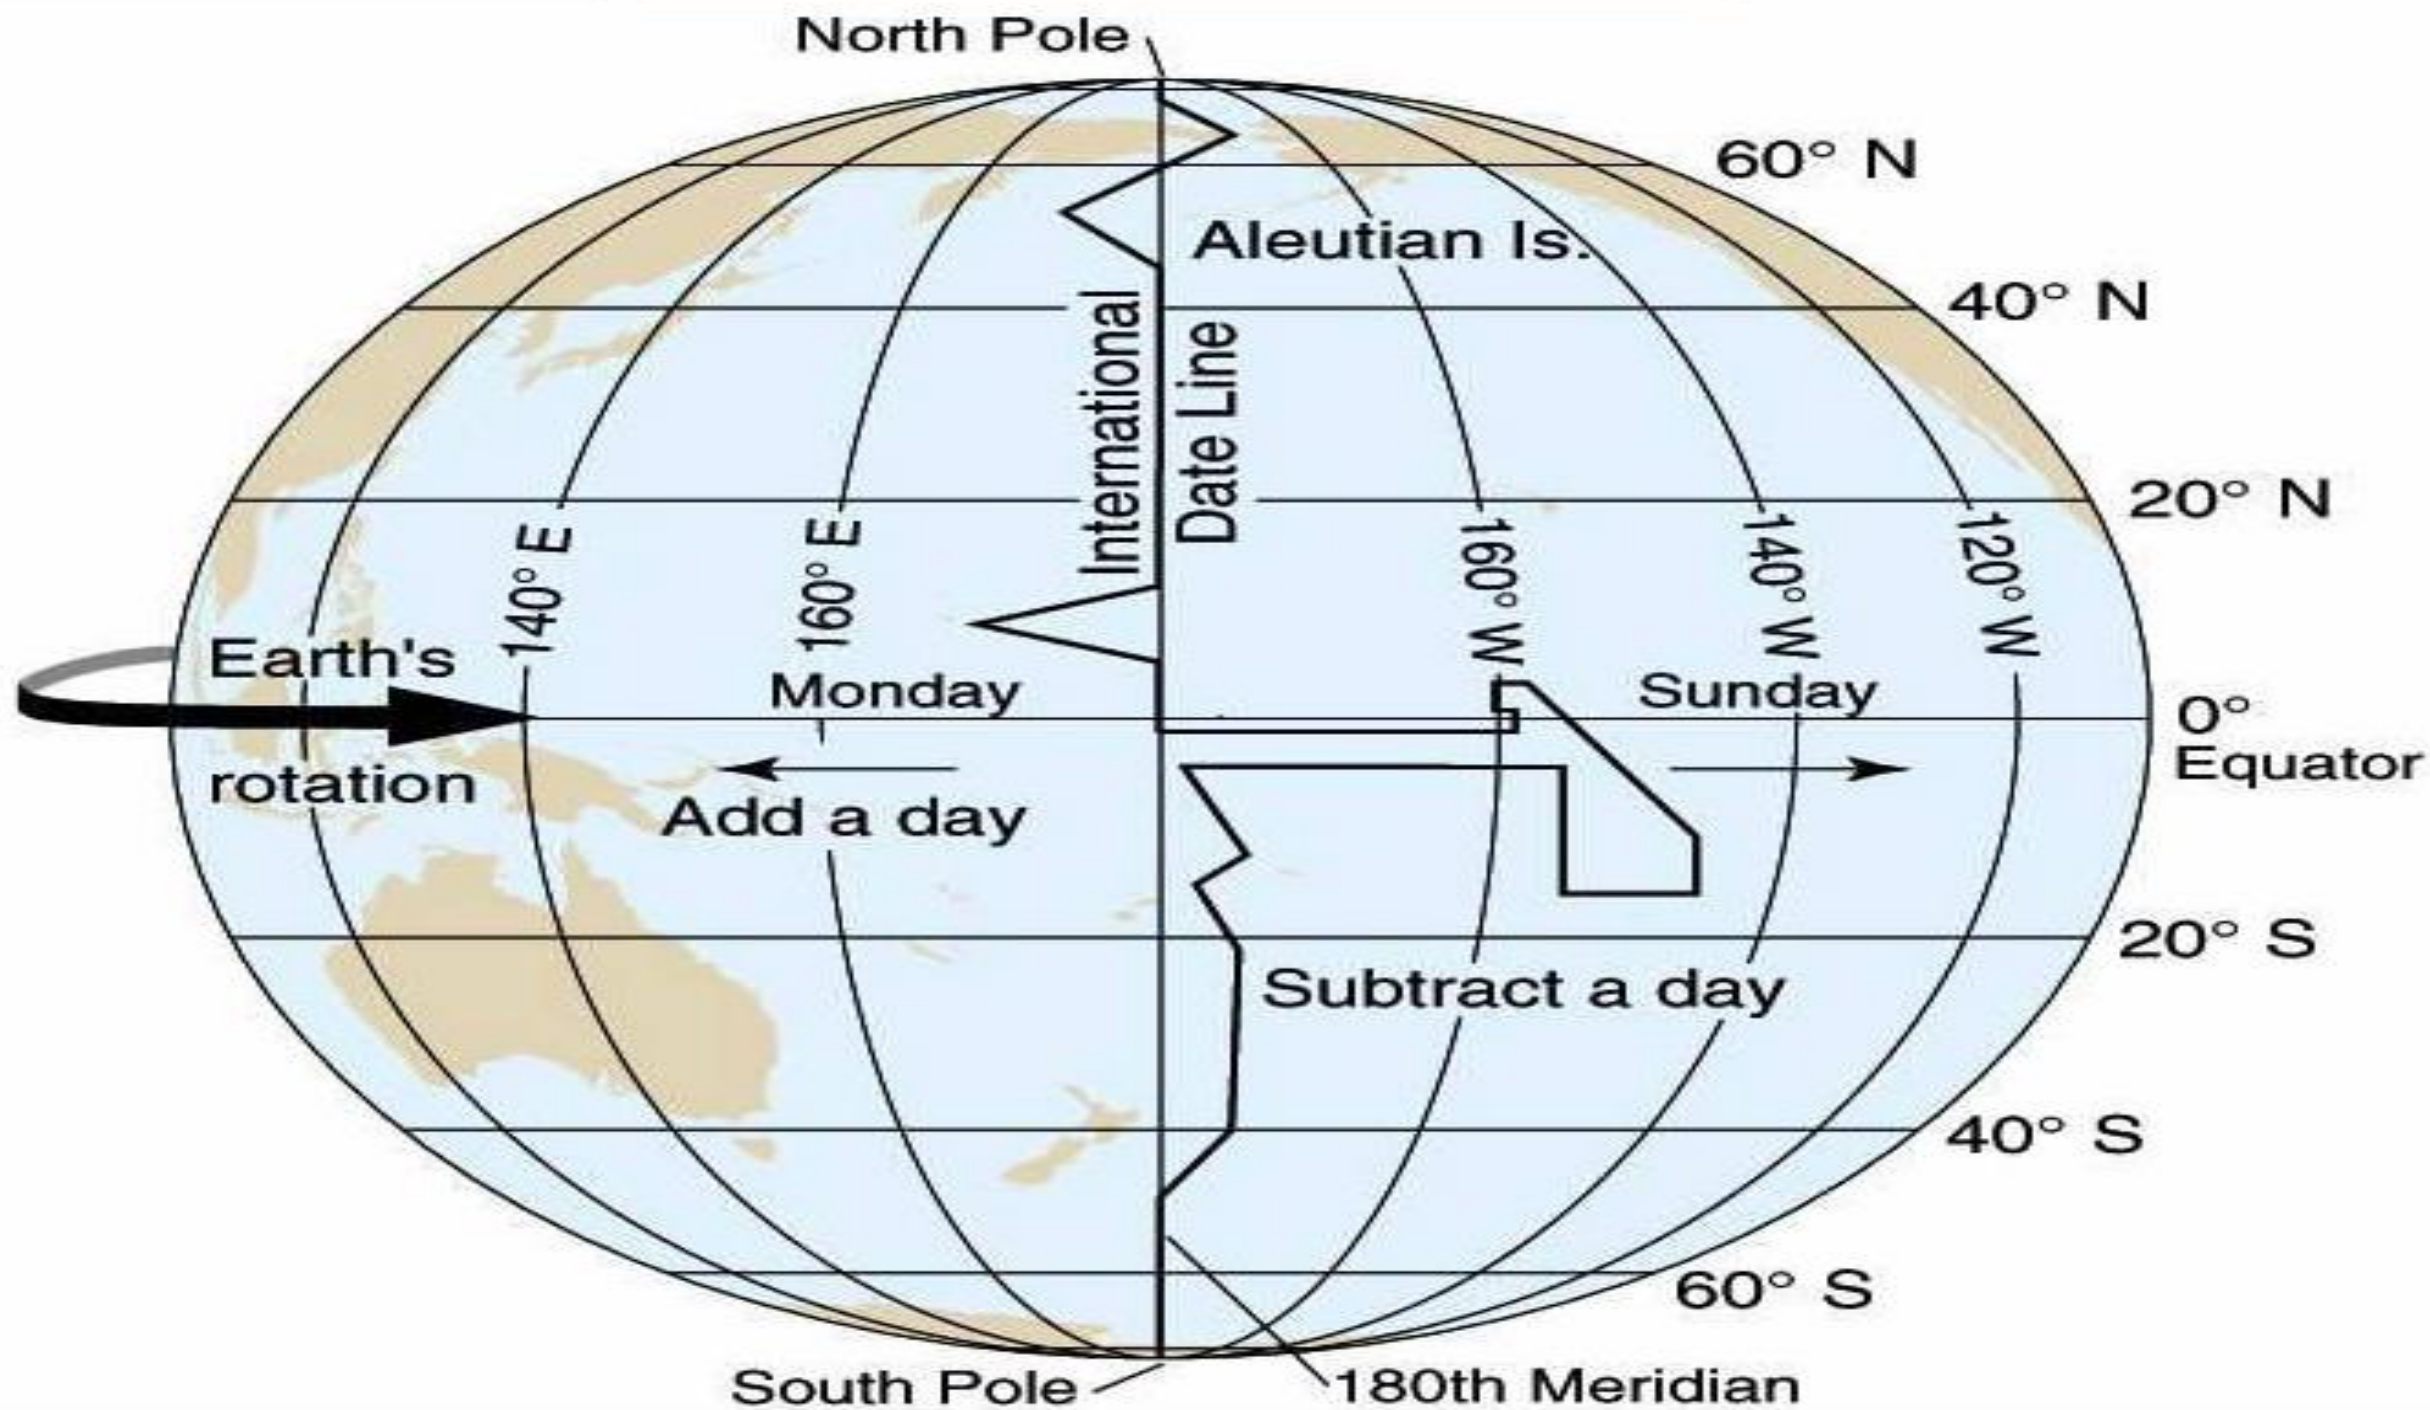 North Pole
60° N
Aleutian Is.
40° N
International
Date Line
20° N
140° E
160° E
160° W
140° W
120° W
Earth's
rotation
Monday
Sunday
0°
Equator
Add a day
20° S
Subtract a day
40° S
60° S
South Pole
180th Meridian